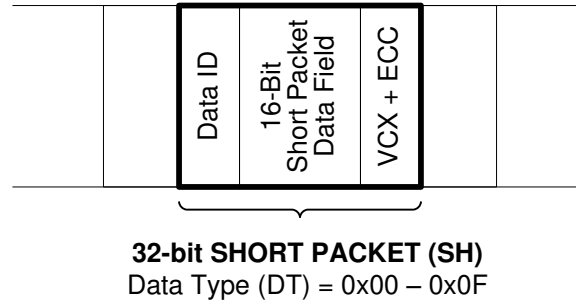 Data ID
16-Bit
Short Packet
Data Field
VCX + ECC
32-bit SHORT PACKET (SH)
Data Type (DT) = 0x00 – 0x0F